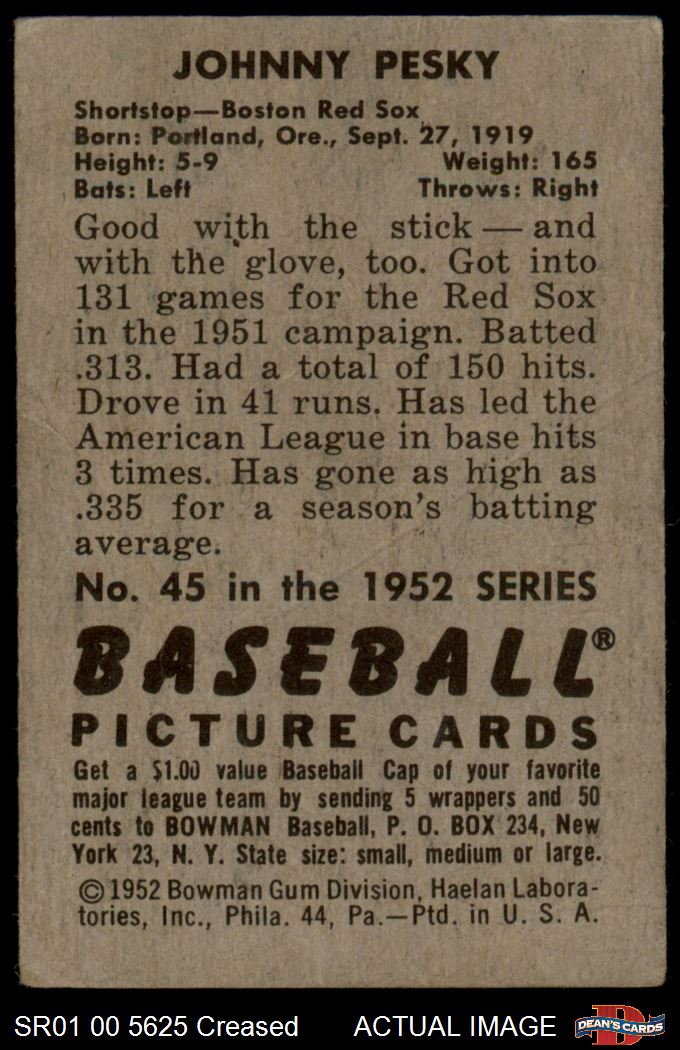 JOHNNY PESKY
Shortstop—Boston Red Sox
Born: Portland, Ore., Sept. 27, 1919
Height: 5-9 Weight: 165
Bats: Left Throws: Right
Good with the stick — and
with the glove, too. Got into
131 games for the Red Sox
in the 1951 campaign. Batted
.313. Had a total of 150 hits.
Drove in 41 runs. Has led the
American League in base hits
3 times. Has gone as high as
.335 for a season's batting
average.
No. 45 in the 1952 SERIES
BASEBALL®
PICTURE CARDS
Get a $1.00 value Baseball Cap of your favorite
major league team by sending 5 wrappers and 50
cents to BOWMAN Baseball, P. O. BOX 234, New
York 23, N. Y. State size: small, medium or large.
©1952 Bowman Gum Division, Haelan Labora-
tories, Inc., Phila. 44, Pa.—Ptd. in U. S. A.
SR01 00 5625 Creased ACTUAL IMAGE D DEAN'S CARDS